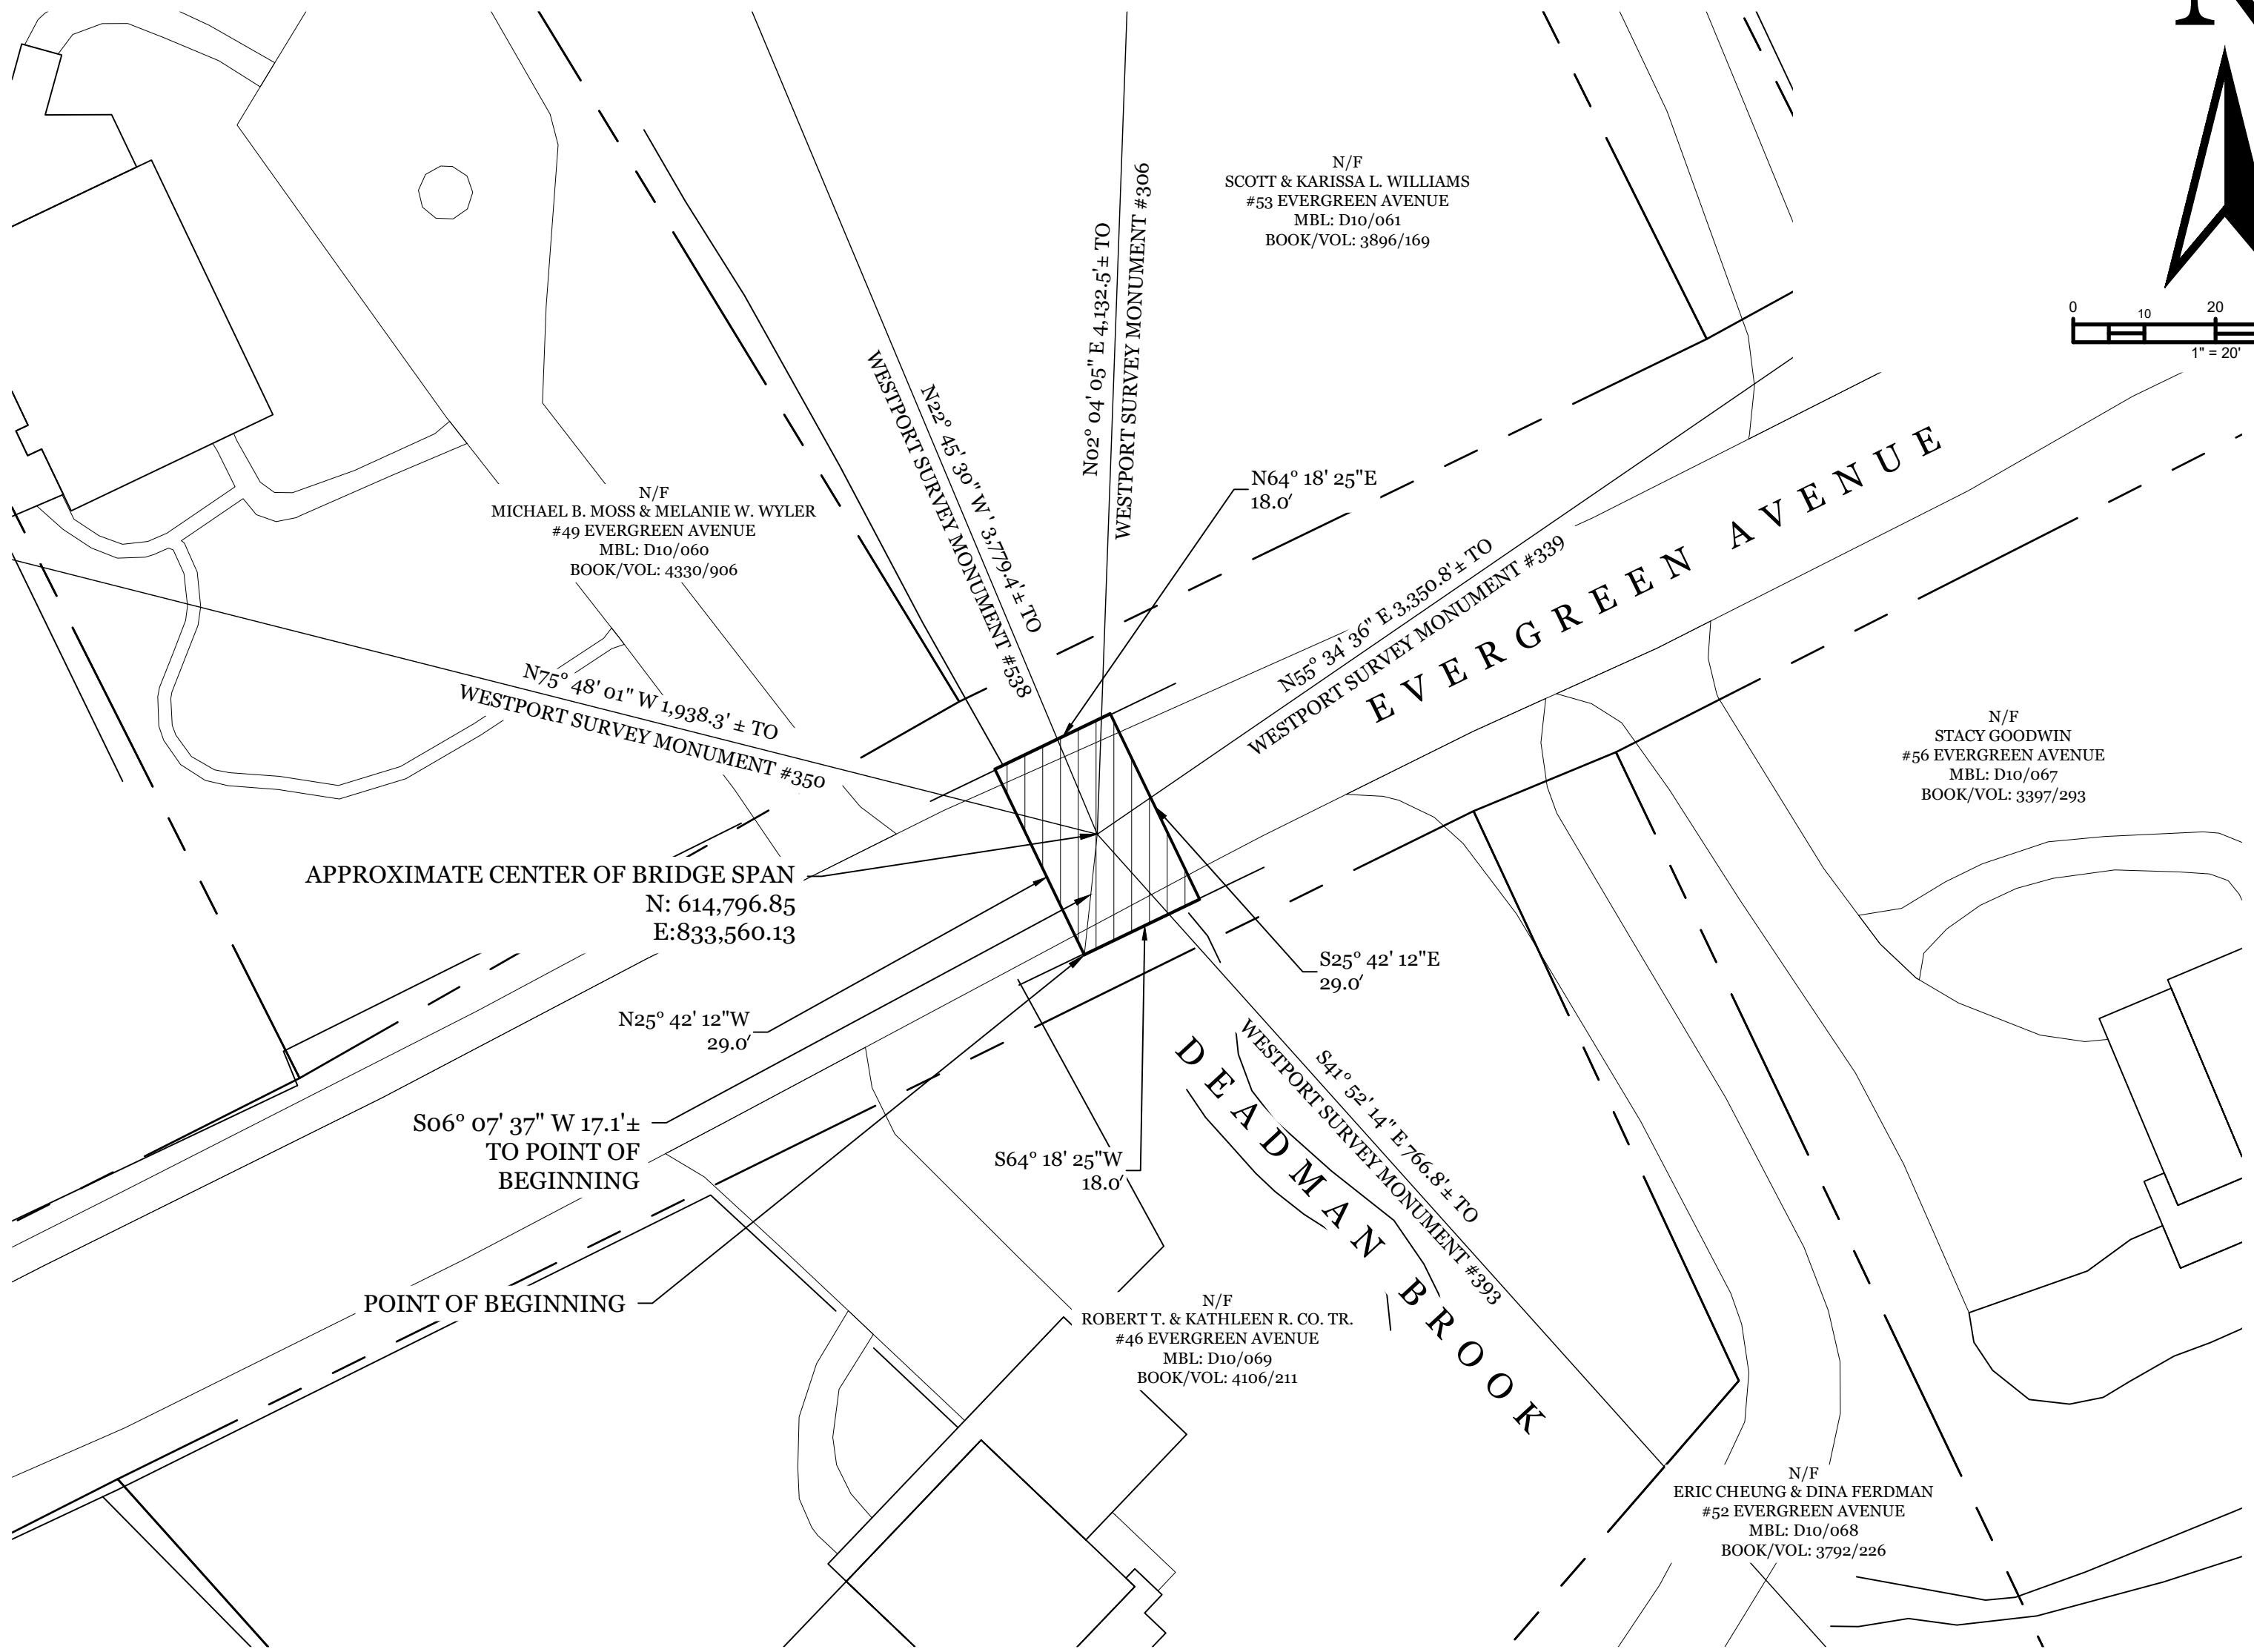 N
0
10
20
1" = 20'
N/F
SCOTT & KARISSA L. WILLIAMS
#53 EVERGREEN AVENUE
MBL: D10/061
BOOK/VOL: 3896/169
N02° 04' 05" E 4,132.5'± TO
WESTPORT SURVEY MONUMENT #306
N22° 45' 30" W 3,779.4'± TO
WESTPORT SURVEY MONUMENT #538
N64° 18' 25"E
18.0'
N/F
MICHAEL B. MOSS & MELANIE W. WYLER
#49 EVERGREEN AVENUE
MBL: D10/060
BOOK/VOL: 4330/906
N55° 34' 36" E 3,350.8'± TO
WESTPORT SURVEY MONUMENT #339
EVERGREEN AVENUE
N75° 48' 01" W 1,938.3' ± TO
WESTPORT SURVEY MONUMENT #350
N/F
STACY GOODWIN
#56 EVERGREEN AVENUE
MBL: D10/067
BOOK/VOL: 3397/293
APPROXIMATE CENTER OF BRIDGE SPAN
N: 614,796.85
E:833,560.13
S25° 42' 12"E
29.0'
N25° 42' 12"W
29.0'
S06° 07' 37" W 17.1'±
TO POINT OF
BEGINNING
S64° 18' 25"W
18.0'
DEADMAN BROOK
S41° 52' 14" E 766.8'± TO
WESTPORT SURVEY MONUMENT #393
POINT OF BEGINNING
N/F
ROBERT T. & KATHLEEN R. CO. TR.
#46 EVERGREEN AVENUE
MBL: D10/069
BOOK/VOL: 4106/211
N/F
ERIC CHEUNG & DINA FERDMAN
#52 EVERGREEN AVENUE
MBL: D10/068
BOOK/VOL: 3792/226